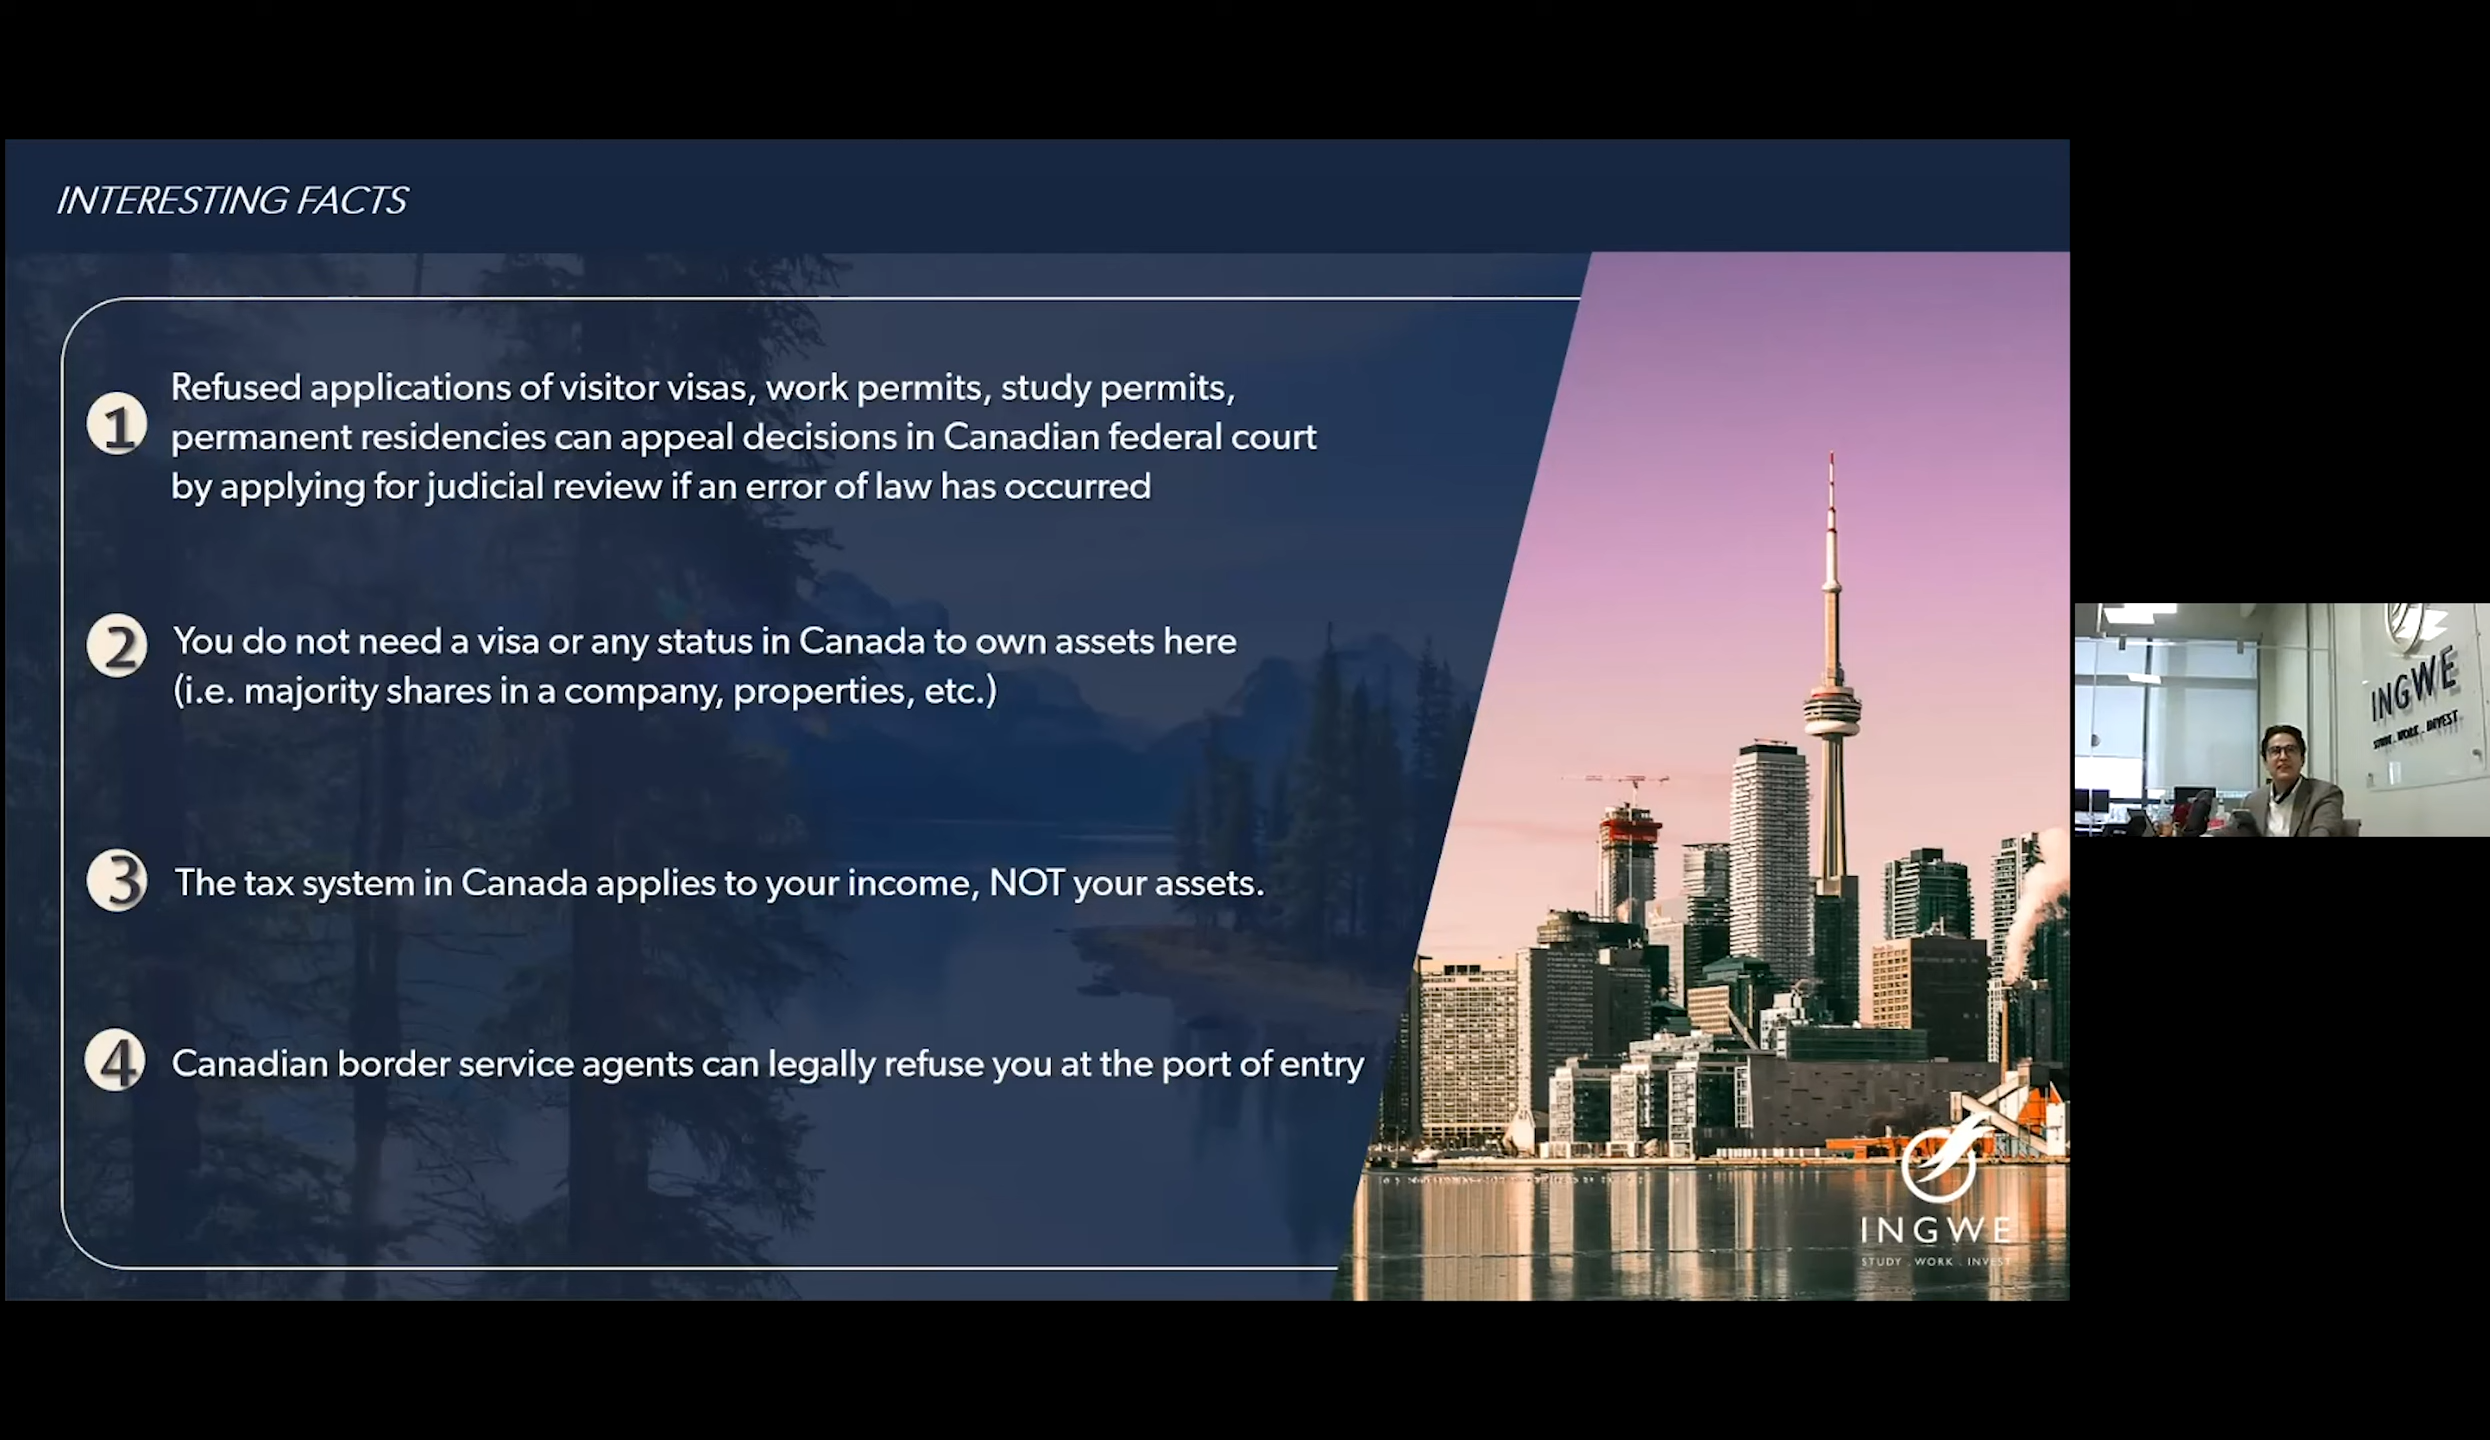 INTERESTING FACTS
1
Refused applications of visitor visas, work permits, study permits,
permanent residencies can appeal decisions in Canadian federal court
by applying for judicial review if an error of law has occurred
2
You do not need a visa or any status in Canada to own assets here
(i.e. majority shares in a company, properties, etc.)
3
The tax system in Canada applies to your income, NOT your assets.
4
Canadian border service agents can legally refuse you at the port of entry
INGWE
STUDY . WORK . INVEST
INGWE
STUDY . WORK . INVEST